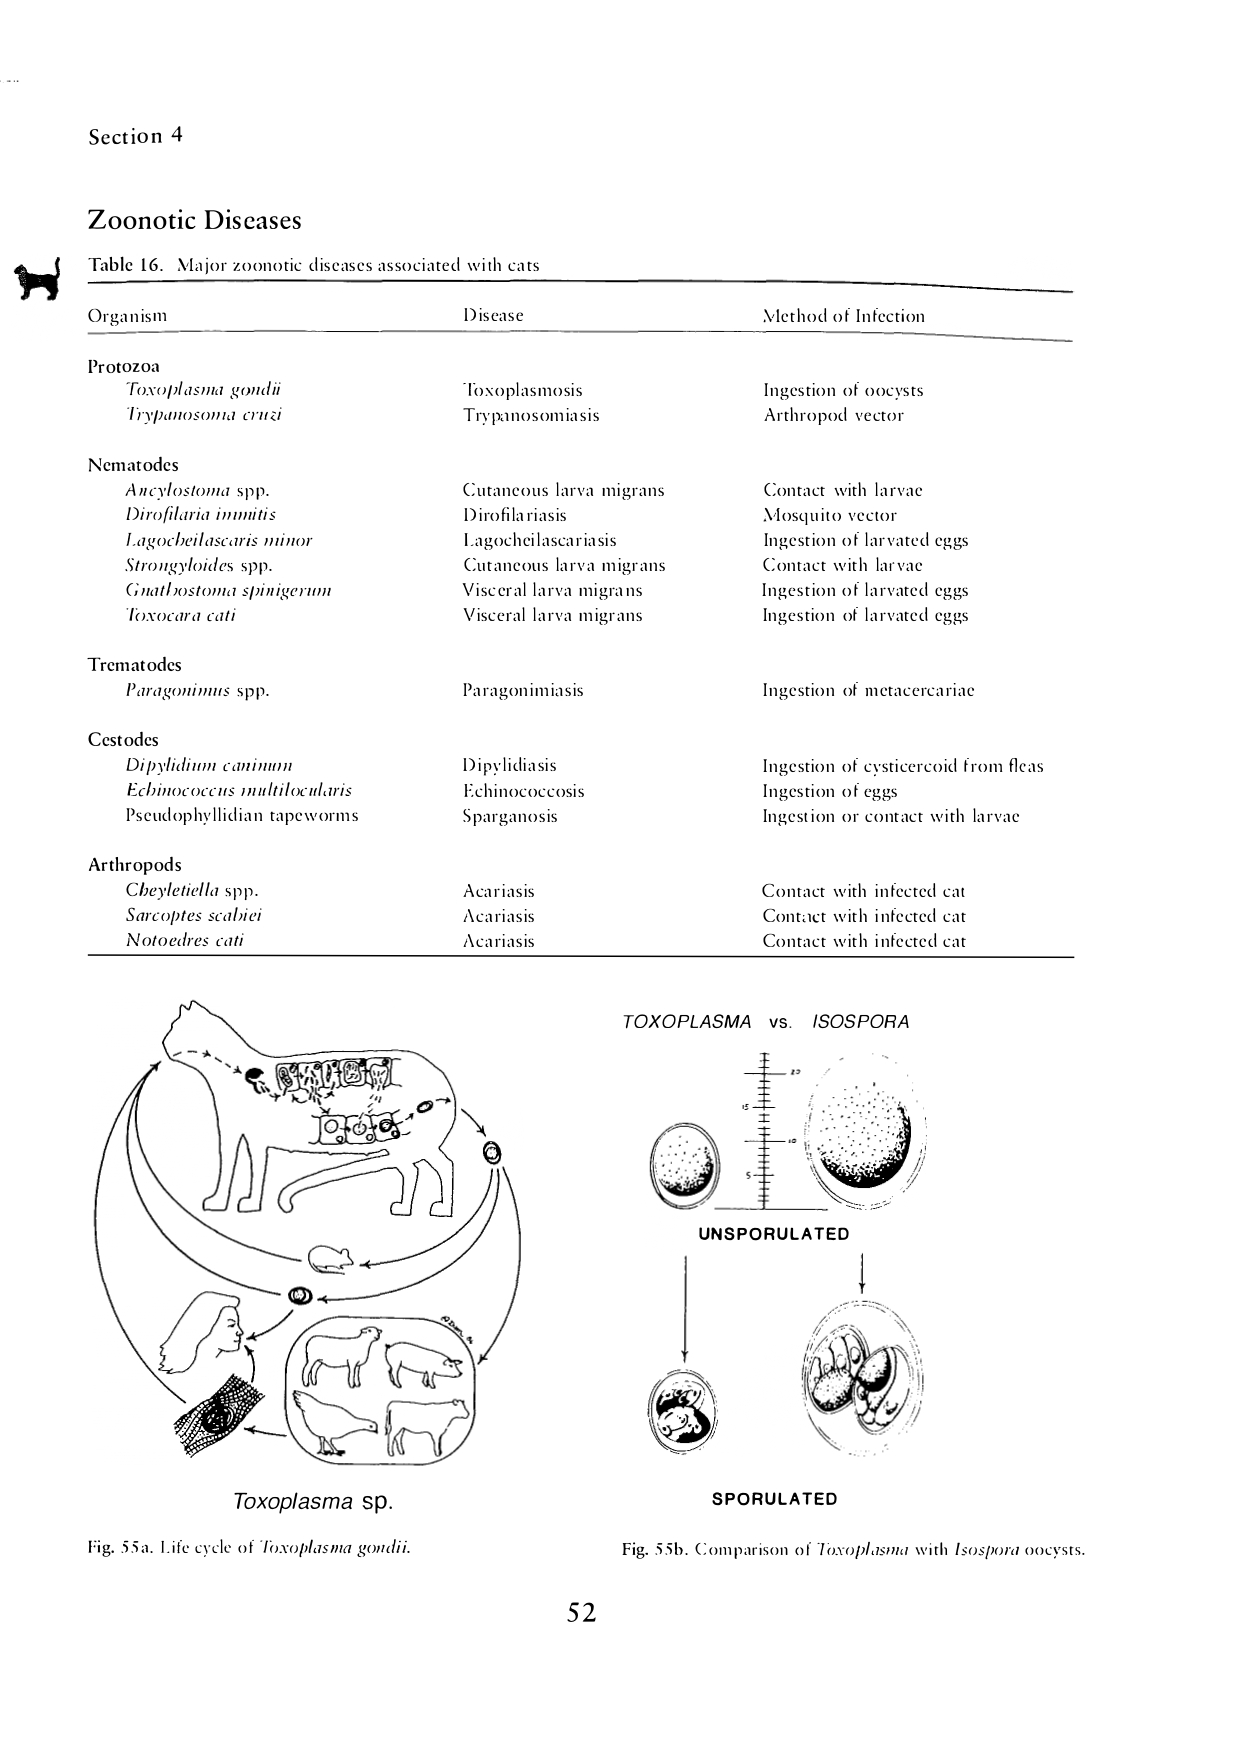 Section 4
Zoonotic Diseases
Table 16. Major zoonotic diseases associated with cats
Organism Disease Method of Infection
Protozoa
Toxoplasma gondii Toxoplasmosis Ingestion of oocysts
Trypanosoma cruzi Trypanosomiasis Arthropod vector
Nematodes
Ancylostoma spp. Cutaneous larva migrans Contact with larvae
Dirofilaria immitis Dirofilariasis Mosquito vector
Lagocheilascaris minor Lagocheilascariasis Ingestion of larvated eggs
Strongyloides spp. Cutaneous larva migrans Contact with larvae
Gnathostoma spinigerum Visceral larva migrans Ingestion of larvated eggs
Toxocara cati Visceral larva migrans Ingestion of larvated eggs
Trematodes
Paragonimus spp. Paragonimiasis Ingestion of metacercariae
Cestodes
Dipylidium caninum Dipylidiasis Ingestion of cysticercoid from fleas
Echinococcus multilocularis Echinococcosis Ingestion of eggs
Pseudophyllidian tapeworms Sparganosis Ingestion or contact with larvae
Arthropods
Cheyletiella spp. Acariasis Contact with infected cat
Sarcoptes scabiei Acariasis Contact with infected cat
Notoedres cati Acariasis Contact with infected cat
TOXOPLASMA vs. ISOSPORA
20
15
10
5
UNSPORULATED
SPORULATED
Toxoplasma sp.
Fig. 55a. Life cycle of Toxoplasma gondii.
Fig. 55b. Comparison of Toxoplasma with Isospora oocysts.
52